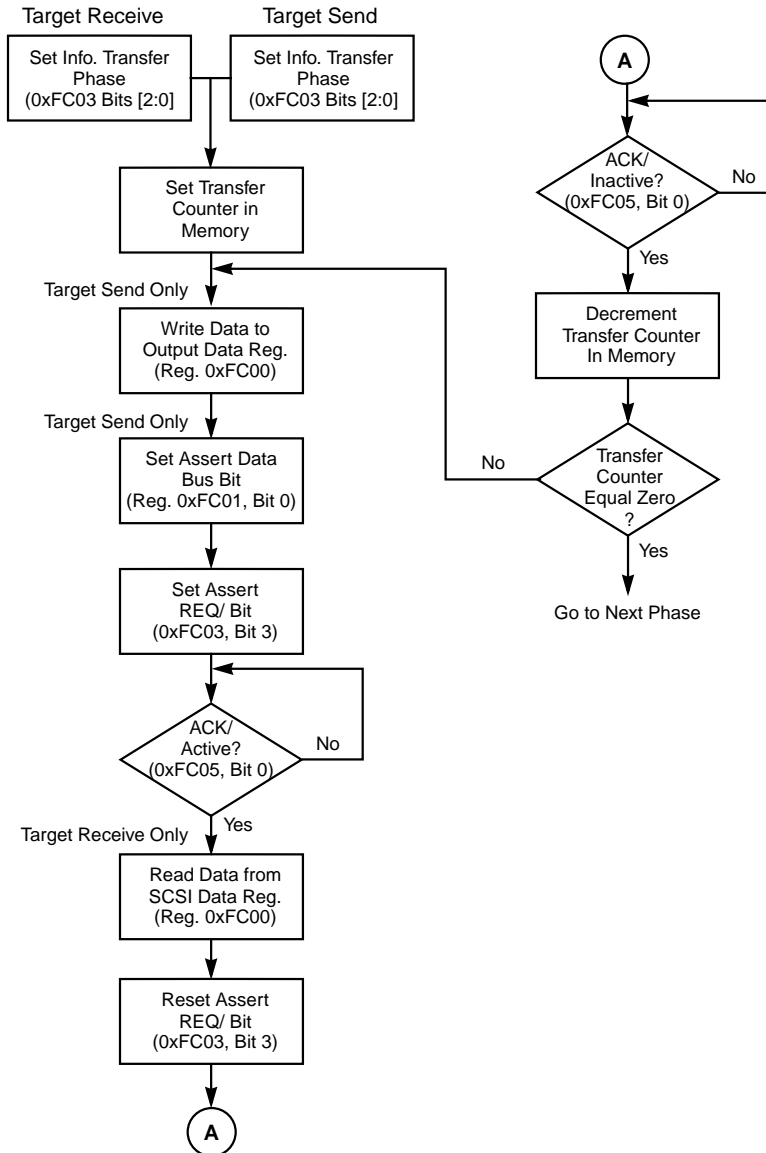 Target Receive
Target Send
Set Info. Transfer
Phase
(0xFC03 Bits [2:0]
Set Info. Transfer
Phase
(0xFC03 Bits [2:0]
Set Transfer
Counter in
Memory
Target Send Only
Write Data to
Output Data Reg.
(Reg. 0xFC00)
Target Send Only
Set Assert Data
Bus Bit
(Reg. 0xFC01, Bit 0)
Set Assert
REQ/ Bit
(0xFC03, Bit 3)
ACK/
Active?
(0xFC05, Bit 0)
No
Yes
Target Receive Only
Read Data from
SCSI Data Reg.
(Reg. 0xFC00)
Reset Assert
REQ/ Bit
(0xFC03, Bit 3)
A
A
ACK/
Inactive?
(0xFC05, Bit 0)
No
Yes
Decrement
Transfer Counter
In Memory
No
Transfer
Counter
Equal Zero
?
Yes
Go to Next Phase